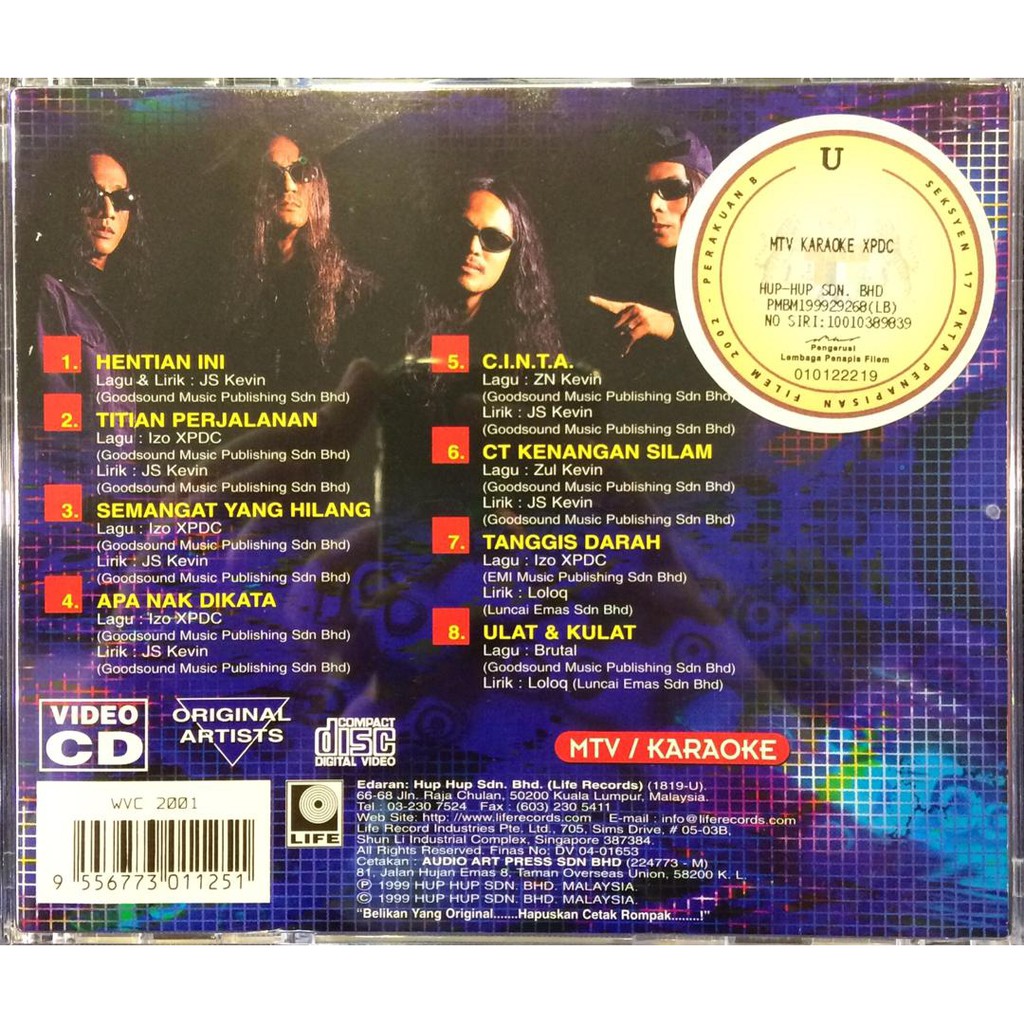 1. HENTIAN INI
Lagu & Lirik : JS Kevin
(Goodsound Music Publishing Sdn Bhd)
2. TITIAN PERJALANAN
Lagu : Izo XPDC
(Goodsound Music Publishing Sdn Bhd)
Lirik : JS Kevin
(Goodsound Music Publishing Sdn Bhd)
3. SEMANGAT YANG HILANG
Lagu : Izo XPDC
(Goodsound Music Publishing Sdn Bhd)
Lirik : JS Kevin
(Goodsound Music Publishing Sdn Bhd)
4. APA NAK DIKATA
Lagu : Izo XPDC
(Goodsound Music Publishing Sdn Bhd)
Lirik : JS Kevin
(Goodsound Music Publishing Sdn Bhd)
5. C.I.N.T.A.
Lagu : ZN Kevin
(Goodsound Music Publishing Sdn Bhd)
Lirik : JS Kevin
(Goodsound Music Publishing Sdn Bhd)
6. CT KENANGAN SILAM
Lagu : Zul Kevin
(Goodsound Music Publishing Sdn Bhd)
Lirik : JS Kevin
(Goodsound Music Publishing Sdn Bhd)
7. TANGGIS DARAH
Lagu : Izo XPDC
(EMI Music Publishing Sdn Bhd)
Lirik : Loloq
(Luncai Emas Sdn Bhd)
8. ULAT & KULAT
Lagu : Brutal
(Goodsound Music Publishing Sdn Bhd)
Lirik : Loloq (Luncai Emas Sdn Bhd)
U
PERAKUAN B SEKSYEN 17 AKTA PENAPISAN FILEM 2002 -
MTV KARAOKE XPDC
HUP-HUP SDN. BHD
PMBM199929268(LB)
NO SIRI:10010389839
Pengerusi
Lembaga Penapis Filem
010122219
VIDEO
CD
ORIGINAL
ARTISTS
COMPACT
disc
DIGITAL VIDEO
MTV / KARAOKE
WVC 2001
9 556773 011251
LIFE
Edaran: Hup Hup Sdn. Bhd. (Life Records) (1819-U).
66-68 Jln. Raja Chulan, 50200 Kuala Lumpur, Malaysia.
Tel : 03-230 7524 Fax : (603) 230 5411
Web Site: http://www.liferecords.com E-mail : info@liferecords.com
Life Record Industries Pte. Ltd., 705, Sims Drive, # 05-03B,
Shun Li Industrial Complex, Singapore 387384.
All Rights Reserved. Finas No: DV 04-01653
Cetakan : AUDIO ART PRESS SDN BHD (224773 - M)
81, Jalan Hujan Emas 8, Taman Overseas Union, 58200 K. L.
℗ 1999 HUP HUP SDN. BHD. MALAYSIA.
© 1999 HUP HUP SDN. BHD. MALAYSIA.
"Belikan Yang Original.......Hapuskan Cetak Rompak........!"